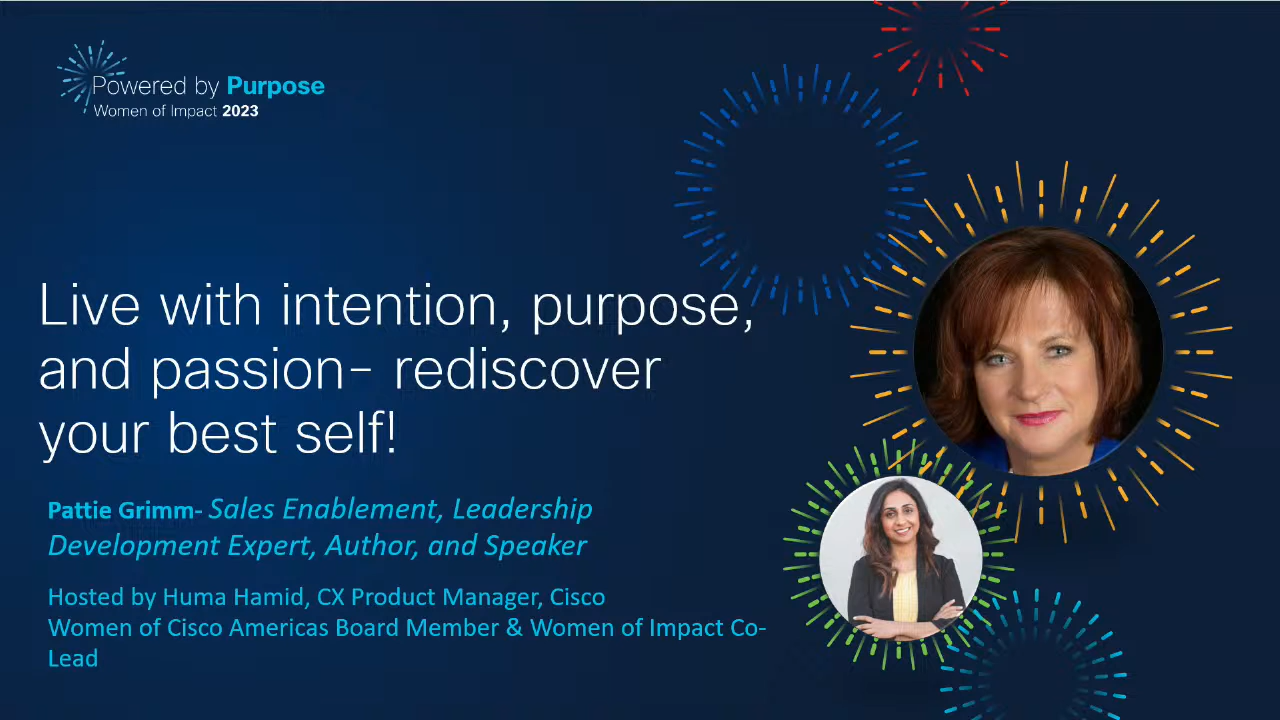 Powered by Purpose
Women of Impact 2023
Live with intention, purpose,
and passion- rediscover
your best self!
Pattie Grimm- Sales Enablement, Leadership
Development Expert, Author, and Speaker
Hosted by Huma Hamid, CX Product Manager, Cisco
Women of Cisco Americas Board Member & Women of Impact Co-
Lead